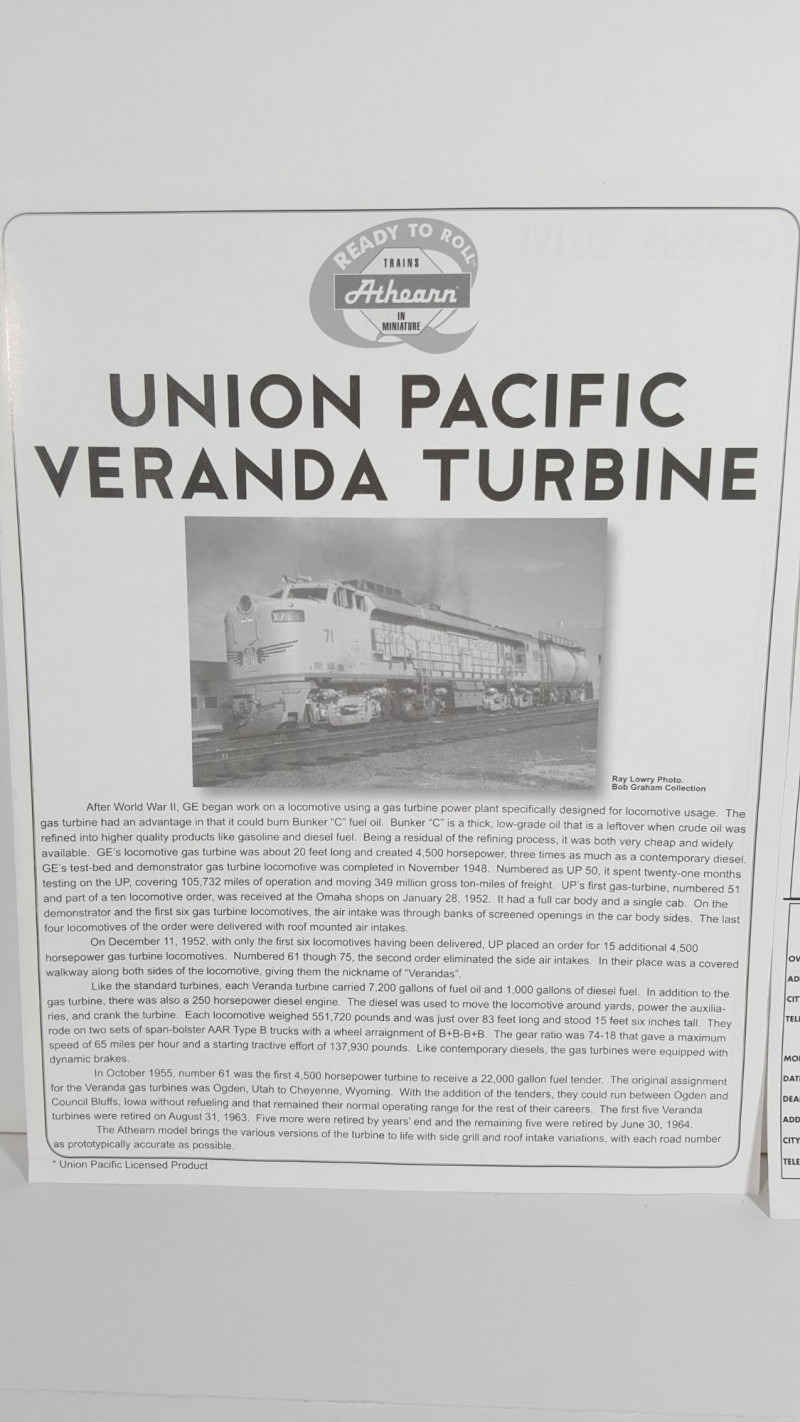 READY TO ROLL
TRAINS
Athearn
IN
MINIATURE
UNION PACIFIC
VERANDA TURBINE
71
Ray Lowry Photo.
Bob Graham Collection
After World War II, GE began work on a locomotive using a gas turbine power plant specifically designed for locomotive usage. The
gas turbine had an advantage in that it could burn Bunker “C” fuel oil. Bunker “C” is a thick, low-grade oil that is a leftover when crude oil was
refined into higher quality products like gasoline and diesel fuel. Being a residual of the refining process, it was both very cheap and widely
available. GE's locomotive gas turbine was about 20 feet long and created 4,500 horsepower, three times as much as a contemporary diesel.
GE's test-bed and demonstrator gas turbine locomotive was completed in November 1948. Numbered as UP 50, it spent twenty-one months
testing on the UP, covering 105,732 miles of operation and moving 349 million gross ton-miles of freight. UP's first gas-turbine, numbered 51
and part of a ten locomotive order, was received at the Omaha shops on January 28, 1952. It had a full car body and a single cab. On the
demonstrator and the first six gas turbine locomotives, the air intake was through banks of screened openings in the car body sides. The last
four locomotives of the order were delivered with roof mounted air intakes.
On December 11, 1952, with only the first six locomotives having been delivered, UP placed an order for 15 additional 4,500
horsepower gas turbine locomotives. Numbered 61 though 75, the second order eliminated the side air intakes. In their place was a covered
walkway along both sides of the locomotive, giving them the nickname of “Verandas”.
Like the standard turbines, each Veranda turbine carried 7,200 gallons of fuel oil and 1,000 gallons of diesel fuel. In addition to the
gas turbine, there was also a 250 horsepower diesel engine. The diesel was used to move the locomotive around yards, power the auxilia-
ries, and crank the turbine. Each locomotive weighed 551,720 pounds and was just over 83 feet long and stood 15 feet six inches tall. They
rode on two sets of span-bolster AAR Type B trucks with a wheel arraignment of B+B-B+B. The gear ratio was 74-18 that gave a maximum
speed of 65 miles per hour and a starting tractive effort of 137,930 pounds. Like contemporary diesels, the gas turbines were equipped with
dynamic brakes.
In October 1955, number 61 was the first 4,500 horsepower turbine to receive a 22,000 gallon fuel tender. The original assignment
for the Veranda gas turbines was Ogden, Utah to Cheyenne, Wyoming. With the addition of the tenders, they could run between Ogden and
Council Bluffs, Iowa without refueling and that remained their normal operating range for the rest of their careers. The first five Veranda
turbines were retired on August 31, 1963. Five more were retired by years' end and the remaining five were retired by June 30, 1964.
The Athearn model brings the various versions of the turbine to life with side grill and roof intake variations, with each road number
as prototypically accurate as possible.
* Union Pacific Licensed Product
OW
AD
CIT
TEL
MO
DAT
DEA
ADD
CITY
TELE